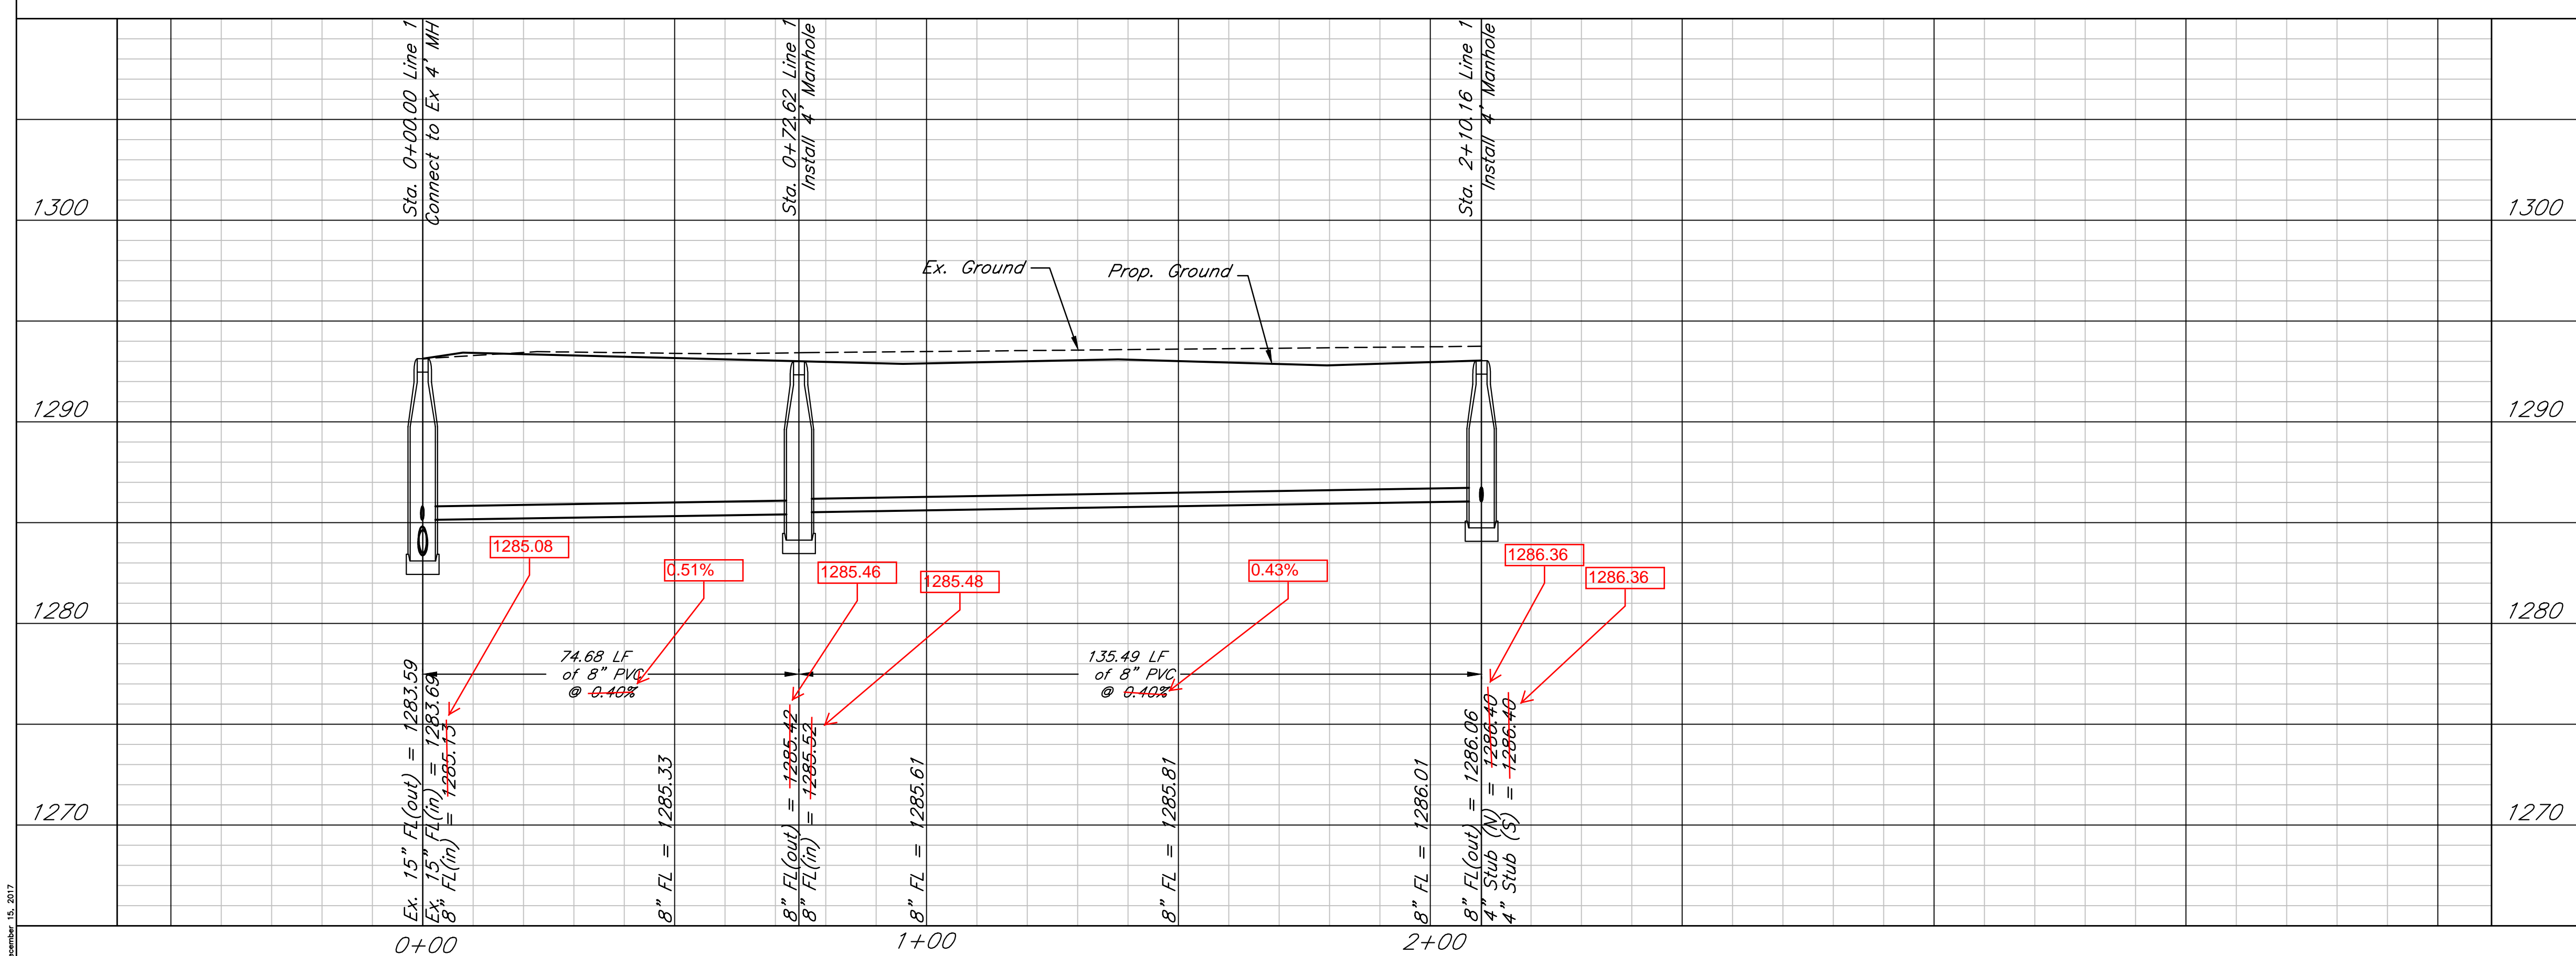 Sta. 0+00.00 Line 1
Connect to Ex 4' MH
Sta. 0+72.62 Line 1
Install 4' Manhole
Sta. 2+10.16 Line 1
Install 4' Manhole
1300
1300
Ex. Ground
Prop. Ground
1290
1290
1285.08
0.51%
1285.46
1285.48
0.43%
1286.36
1286.36
1280
1280
74.68 LF
of 8" PVC
@ 0.40%
135.49 LF
of 8" PVC
@ 0.40%
Ex. 15" FL(out) = 1283.59
Ex. 15" FL(in) = 1283.69
8" FL(in) = 1285.13
8" FL = 1285.33
8" FL(out) = 1285.42
8" FL(in) = 1285.52
8" FL = 1285.61
8" FL = 1285.81
8" FL = 1286.01
8" FL(out) = 1286.06
4" Stub (N) = 1286.40
4" Stub (S) = 1286.40
1270
1270
0+00
1+00
2+00
15, 2017